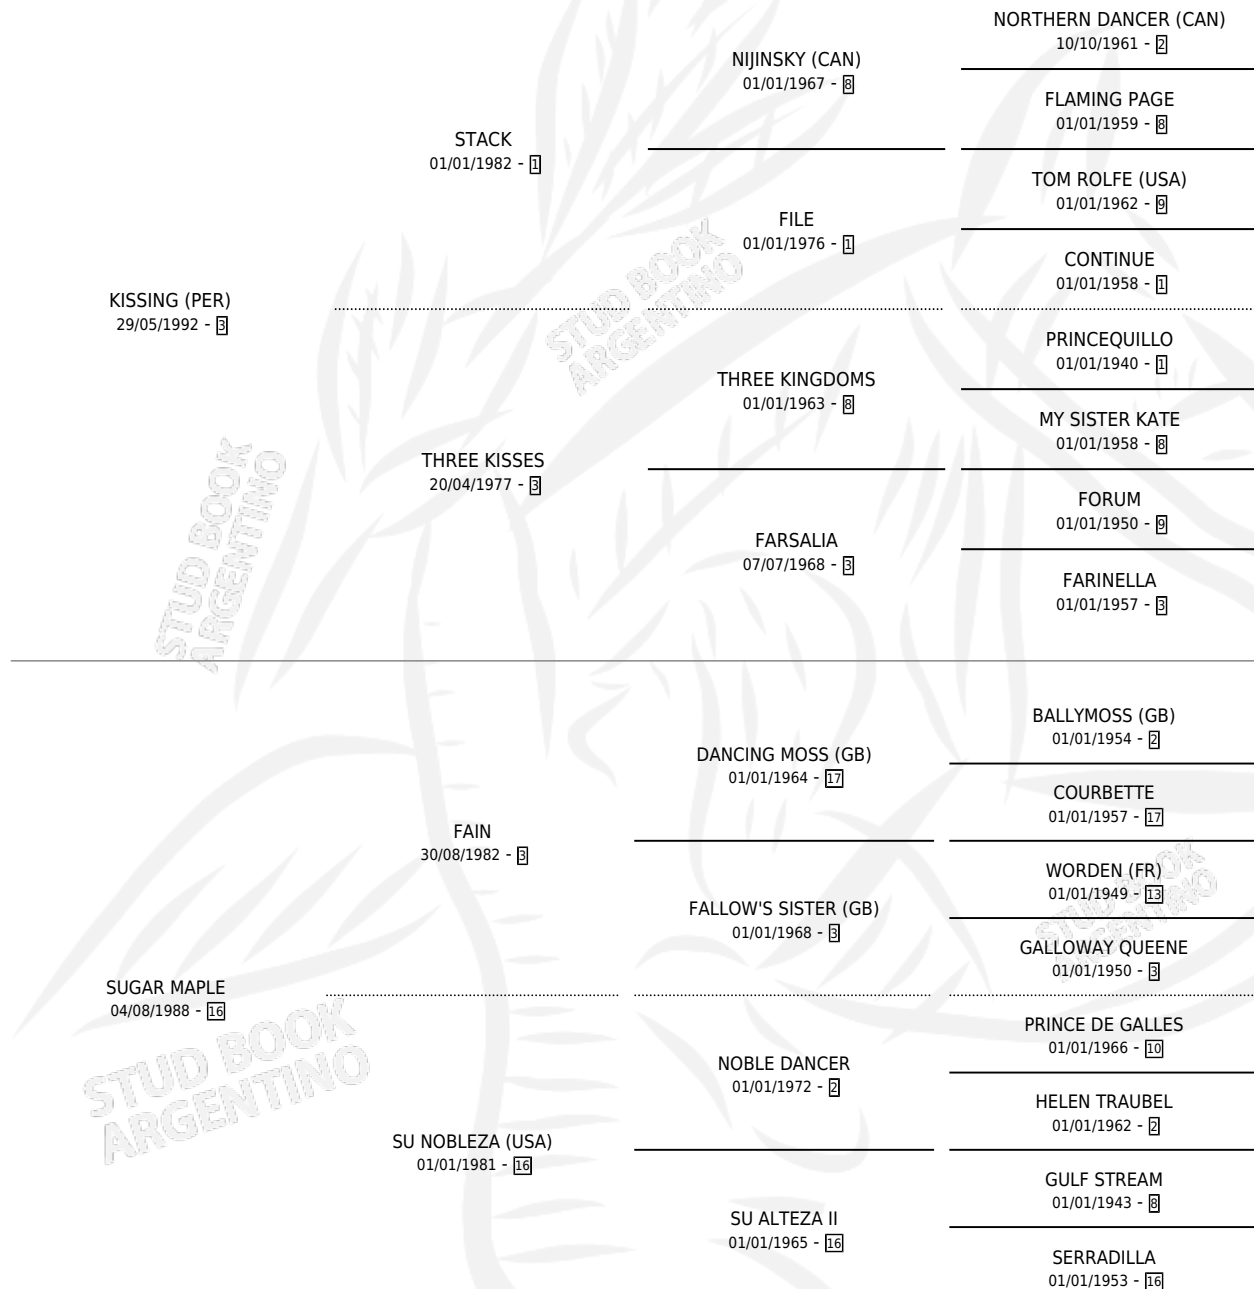 NORTHERN DANCER (CAN)
10/10/1961 - 2
NIJINSKY (CAN)
01/01/1967 - 8
FLAMING PAGE
01/01/1959 - 8
STACK
01/01/1982 - 1
TOM ROLFE (USA)
01/01/1962 - 9
FILE
01/01/1976 - 1
CONTINUE
01/01/1958 - 1
KISSING (PER)
29/05/1992 - 3
PRINCEQUILLO
01/01/1940 - 1
THREE KINGDOMS
01/01/1963 - 8
MY SISTER KATE
01/01/1958 - 8
THREE KISSES
20/04/1977 - 3
FORUM
01/01/1950 - 9
FARSALIA
07/07/1968 - 3
FARINELLA
01/01/1957 - 3
STUD BOOK
ARGENTINO
STUD BOOK
ARGENTINO
BALLYMOSS (GB)
01/01/1954 - 2
DANCING MOSS (GB)
01/01/1964 - 17
COURBETTE
01/01/1957 - 17
FAIN
30/08/1982 - 3
WORDEN (FR)
01/01/1949 - 13
FALLOW'S SISTER (GB)
01/01/1968 - 3
GALLOWAY QUEENE
01/01/1950 - 3
STUD BOOK
ARGENTINO
SUGAR MAPLE
04/08/1988 - 16
PRINCE DE GALLES
01/01/1966 - 10
NOBLE DANCER
01/01/1972 - 2
HELEN TRAUBEL
01/01/1962 - 2
STUD BOOK
ARGENTINO
SU NOBLEZA (USA)
01/01/1981 - 16
GULF STREAM
01/01/1943 - 8
SU ALTEZA II
01/01/1965 - 16
SERRADILLA
01/01/1953 - 16